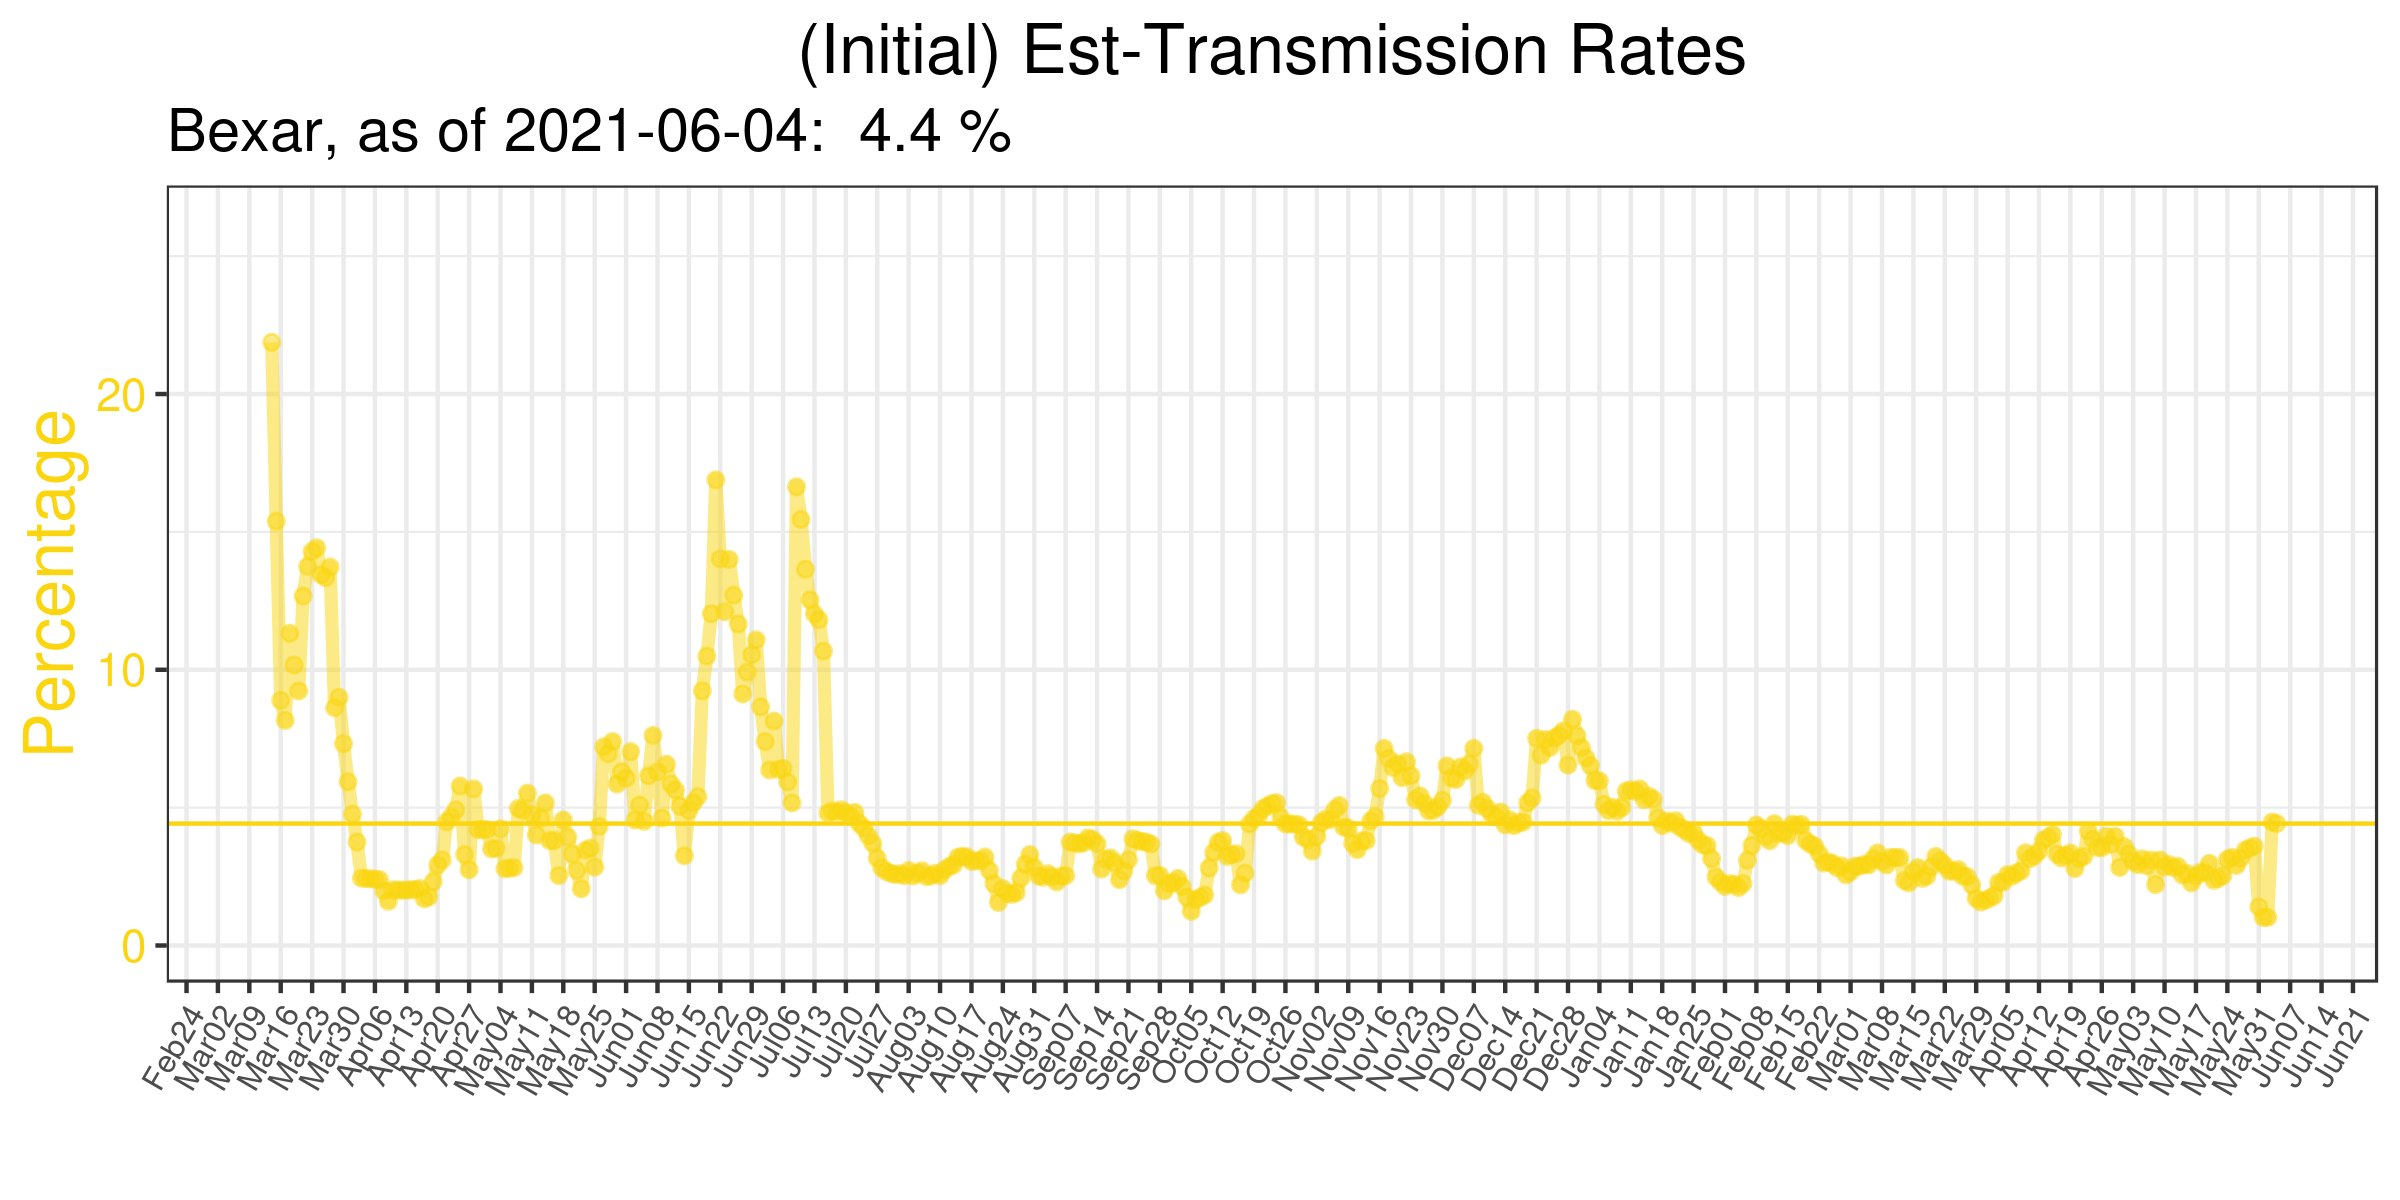 (Initial) Est-Transmission Rates
Bexar, as of 2021-06-04:  4.4 %
Percentage
20
10
0
Feb24
Mar02
Mar09
Mar16
Mar23
Mar30
Apr06
Apr13
Apr20
Apr27
May04
May11
May18
May25
Jun01
Jun08
Jun15
Jun22
Jun29
Jul06
Jul13
Jul20
Jul27
Aug03
Aug10
Aug17
Aug24
Aug31
Sep07
Sep14
Sep21
Sep28
Oct05
Oct12
Oct19
Oct26
Nov02
Nov09
Nov16
Nov23
Nov30
Dec07
Dec14
Dec21
Dec28
Jan04
Jan11
Jan18
Jan25
Feb01
Feb08
Feb15
Feb22
Mar01
Mar08
Mar15
Mar22
Mar29
Apr05
Apr12
Apr19
Apr26
May03
May10
May17
May24
May31
Jun07
Jun14
Jun21